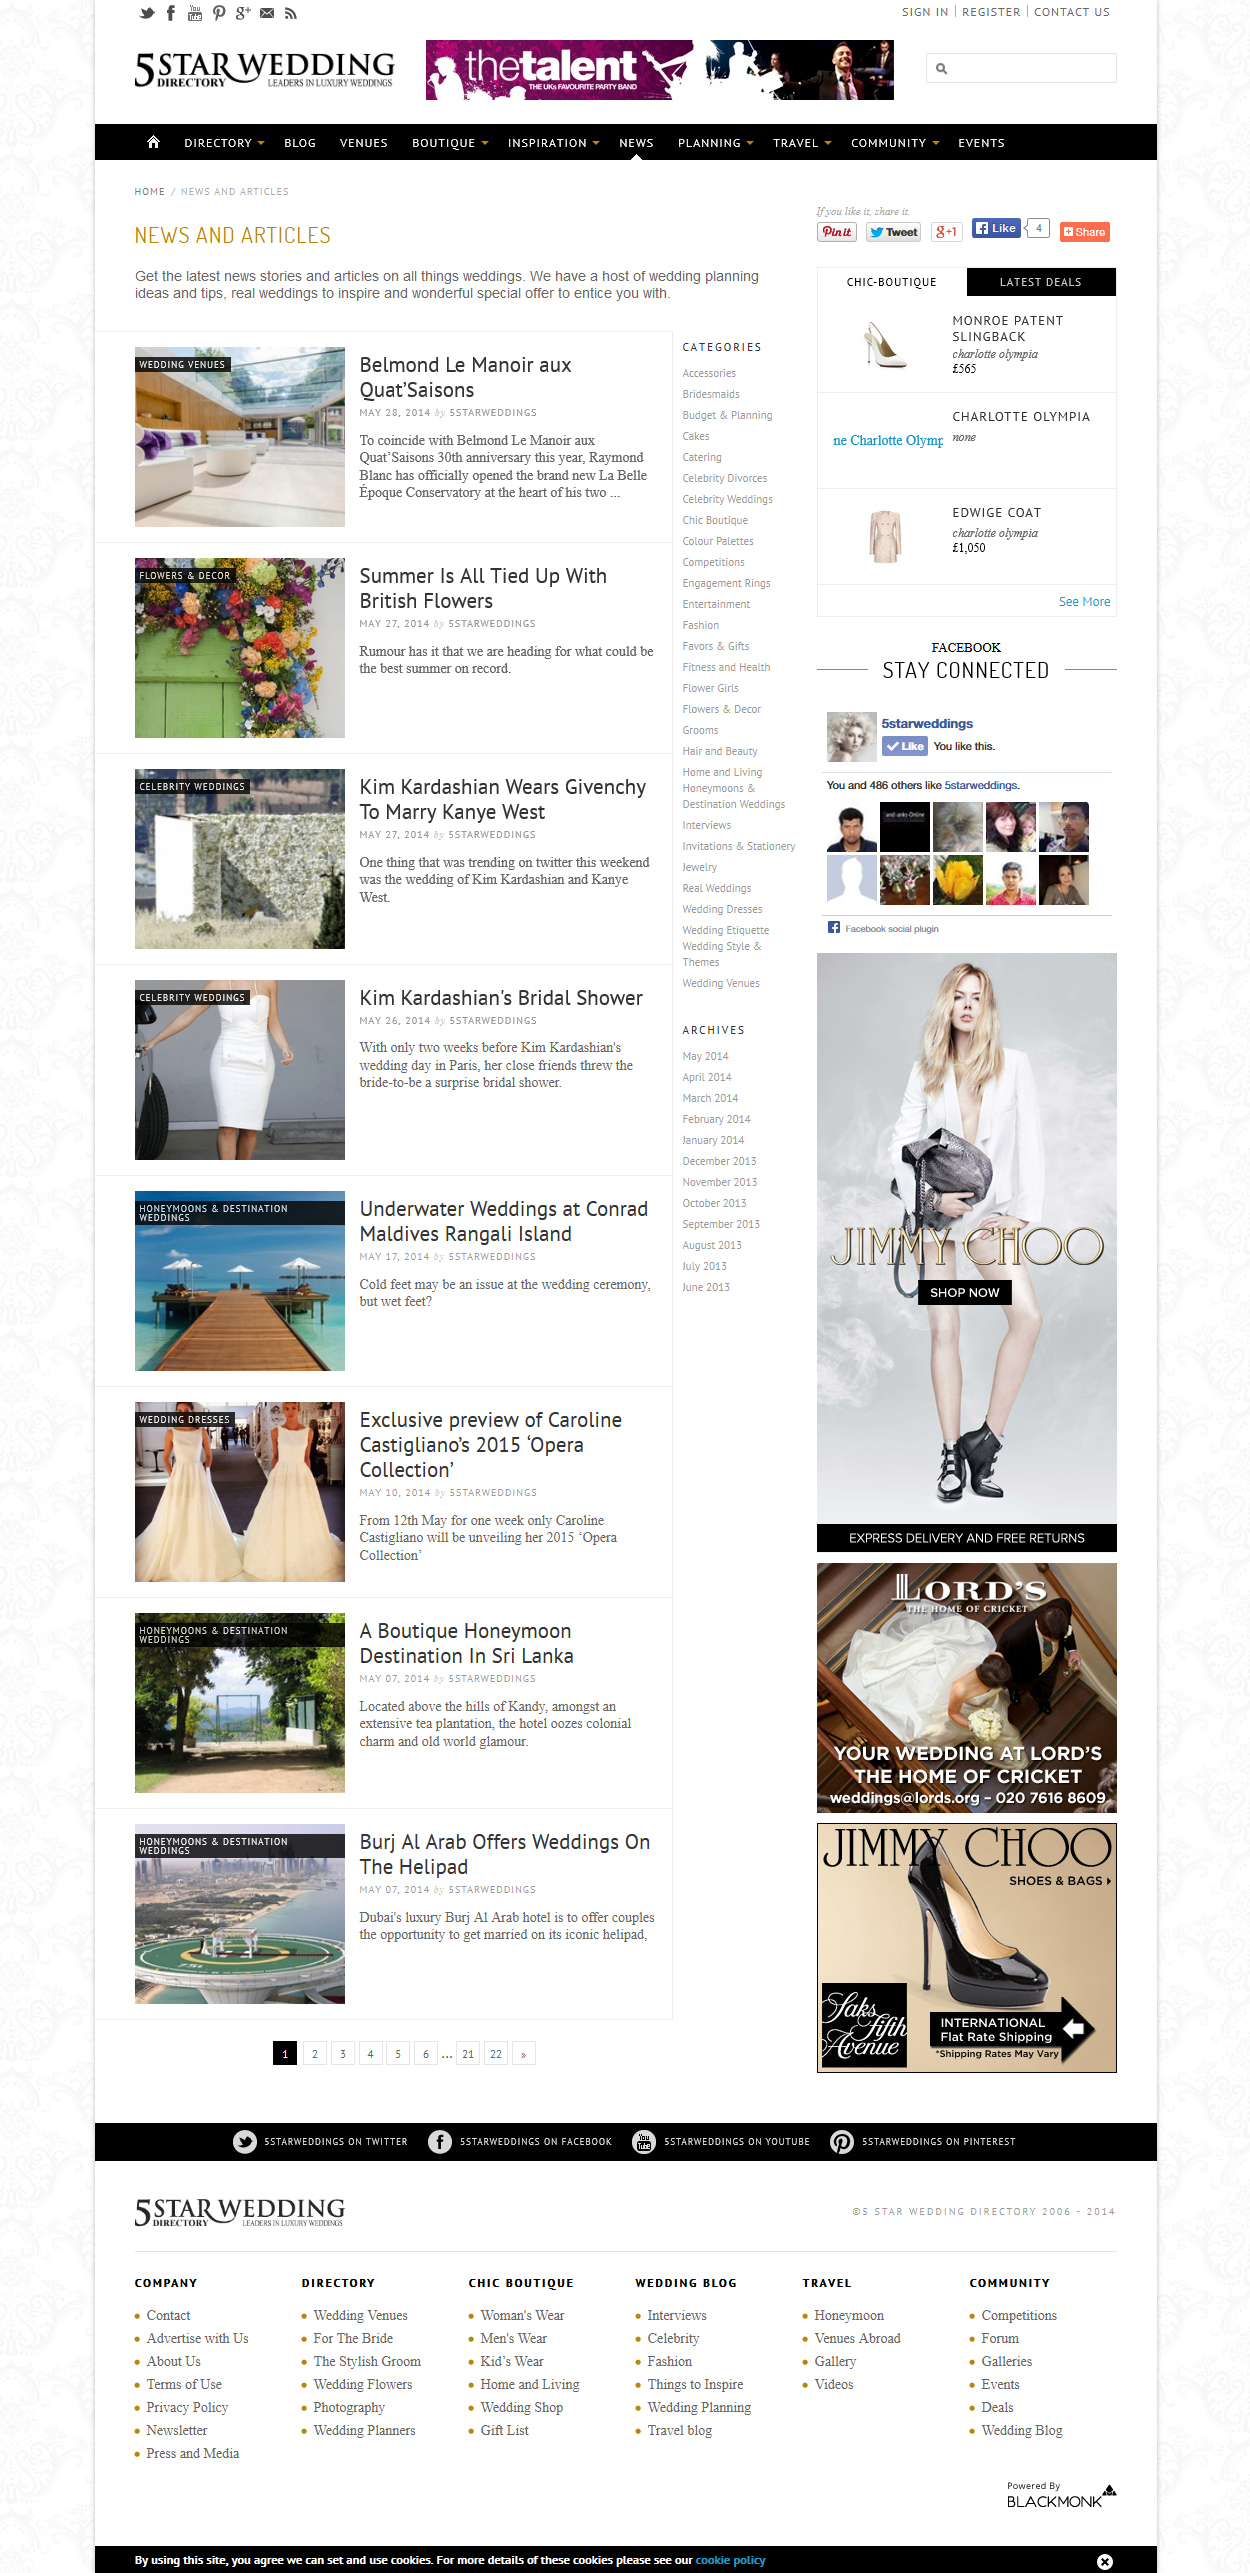 SIGN IN | REGISTER | CONTACT US
5 STAR WEDDING
DIRECTORY LEADERS IN LUXURY WEDDINGS
thetalent
THE UKs FAVOURITE PARTY BAND
DIRECTORY BLOG VENUES BOUTIQUE INSPIRATION NEWS PLANNING TRAVEL COMMUNITY EVENTS
HOME / NEWS AND ARTICLES
NEWS AND ARTICLES
Get the latest news stories and articles on all things weddings. We have a host of wedding planning
ideas and tips, real weddings to inspire and wonderful special offer to entice you with.
WEDDING VENUES
Belmond Le Manoir aux
Quat’Saisons
MAY 28, 2014 by 5STARWEDDINGS
To coincide with Belmond Le Manoir aux
Quat’Saisons 30th anniversary this year, Raymond
Blanc has officially opened the brand new La Belle
Époque Conservatory at the heart of his two ...
FLOWERS & DECOR
Summer Is All Tied Up With
British Flowers
MAY 27, 2014 by 5STARWEDDINGS
Rumour has it that we are heading for what could be
the best summer on record.
CELEBRITY WEDDINGS
Kim Kardashian Wears Givenchy
To Marry Kanye West
MAY 27, 2014 by 5STARWEDDINGS
One thing that was trending on twitter this weekend
was the wedding of Kim Kardashian and Kanye
West.
CELEBRITY WEDDINGS
Kim Kardashian's Bridal Shower
MAY 26, 2014 by 5STARWEDDINGS
With only two weeks before Kim Kardashian's
wedding day in Paris, her close friends threw the
bride-to-be a surprise bridal shower.
HONEYMOONS & DESTINATION
WEDDINGS
Underwater Weddings at Conrad
Maldives Rangali Island
MAY 17, 2014 by 5STARWEDDINGS
Cold feet may be an issue at the wedding ceremony,
but wet feet?
WEDDING DRESSES
Exclusive preview of Caroline
Castigliano’s 2015 ‘Opera
Collection’
MAY 10, 2014 by 5STARWEDDINGS
From 12th May for one week only Caroline
Castigliano will be unveiling her 2015 ‘Opera
Collection’
HONEYMOONS & DESTINATION
WEDDINGS
A Boutique Honeymoon
Destination In Sri Lanka
MAY 07, 2014 by 5STARWEDDINGS
Located above the hills of Kandy, amongst an
extensive tea plantation, the hotel oozes colonial
charm and old world glamour.
HONEYMOONS & DESTINATION
WEDDINGS
Burj Al Arab Offers Weddings On
The Helipad
MAY 07, 2014 by 5STARWEDDINGS
Dubai's luxury Burj Al Arab hotel is to offer couples
the opportunity to get married on its iconic helipad,
1 2 3 4 5 6 ... 21 22 »
CATEGORIES
Accessories
Bridesmaids
Budget & Planning
Cakes
Catering
Celebrity Divorces
Celebrity Weddings
Chic Boutique
Colour Palettes
Competitions
Engagement Rings
Entertainment
Fashion
Favors & Gifts
Fitness and Health
Flower Girls
Flowers & Decor
Grooms
Hair and Beauty
Home and Living
Honeymoons &
Destination Weddings
Interviews
Invitations & Stationery
Jewelry
Real Weddings
Wedding Dresses
Wedding Etiquette
Wedding Style &
Themes
Wedding Venues
ARCHIVES
May 2014
April 2014
March 2014
February 2014
January 2014
December 2013
November 2013
October 2013
September 2013
August 2013
July 2013
June 2013
If you like it, share it.
Pin it Tweet g+1 Like 4 Share
CHIC-BOUTIQUE LATEST DEALS
MONROE PATENT
SLINGBACK
charlotte olympia
£565
ne Charlotte Olymp
CHARLOTTE OLYMPIA
none
EDWIGE COAT
charlotte olympia
£1,050
See More
FACEBOOK
STAY CONNECTED
5starweddings
Like You like this.
You and 486 others like 5starweddings.
Facebook social plugin
JIMMY CHOO
SHOP NOW
EXPRESS DELIVERY AND FREE RETURNS
LORD'S
THE HOME OF CRICKET
YOUR WEDDING AT LORD'S
THE HOME OF CRICKET
weddings@lords.org – 020 7616 8609
JIMMY CHOO
SHOES & BAGS
Saks
Fifth
Avenue
INTERNATIONAL
Flat Rate Shipping
*Shipping Rates May Vary
5STARWEDDINGS ON TWITTER 5STARWEDDINGS ON FACEBOOK 5STARWEDDINGS ON YOUTUBE 5STARWEDDINGS ON PINTEREST
5 STAR WEDDING
DIRECTORY LEADERS IN LUXURY WEDDINGS
©5 STAR WEDDING DIRECTORY 2006 - 2014
COMPANY
Contact
Advertise with Us
About Us
Terms of Use
Privacy Policy
Newsletter
Press and Media
DIRECTORY
Wedding Venues
For The Bride
The Stylish Groom
Wedding Flowers
Photography
Wedding Planners
CHIC BOUTIQUE
Woman's Wear
Men's Wear
Kid’s Wear
Home and Living
Wedding Shop
Gift List
WEDDING BLOG
Interviews
Celebrity
Fashion
Things to Inspire
Wedding Planning
Travel blog
TRAVEL
Honeymoon
Venues Abroad
Gallery
Videos
COMMUNITY
Competitions
Forum
Galleries
Events
Deals
Wedding Blog
Powered By
BLACKMONK
By using this site, you agree we can set and use cookies. For more details of these cookies please see our cookie policy